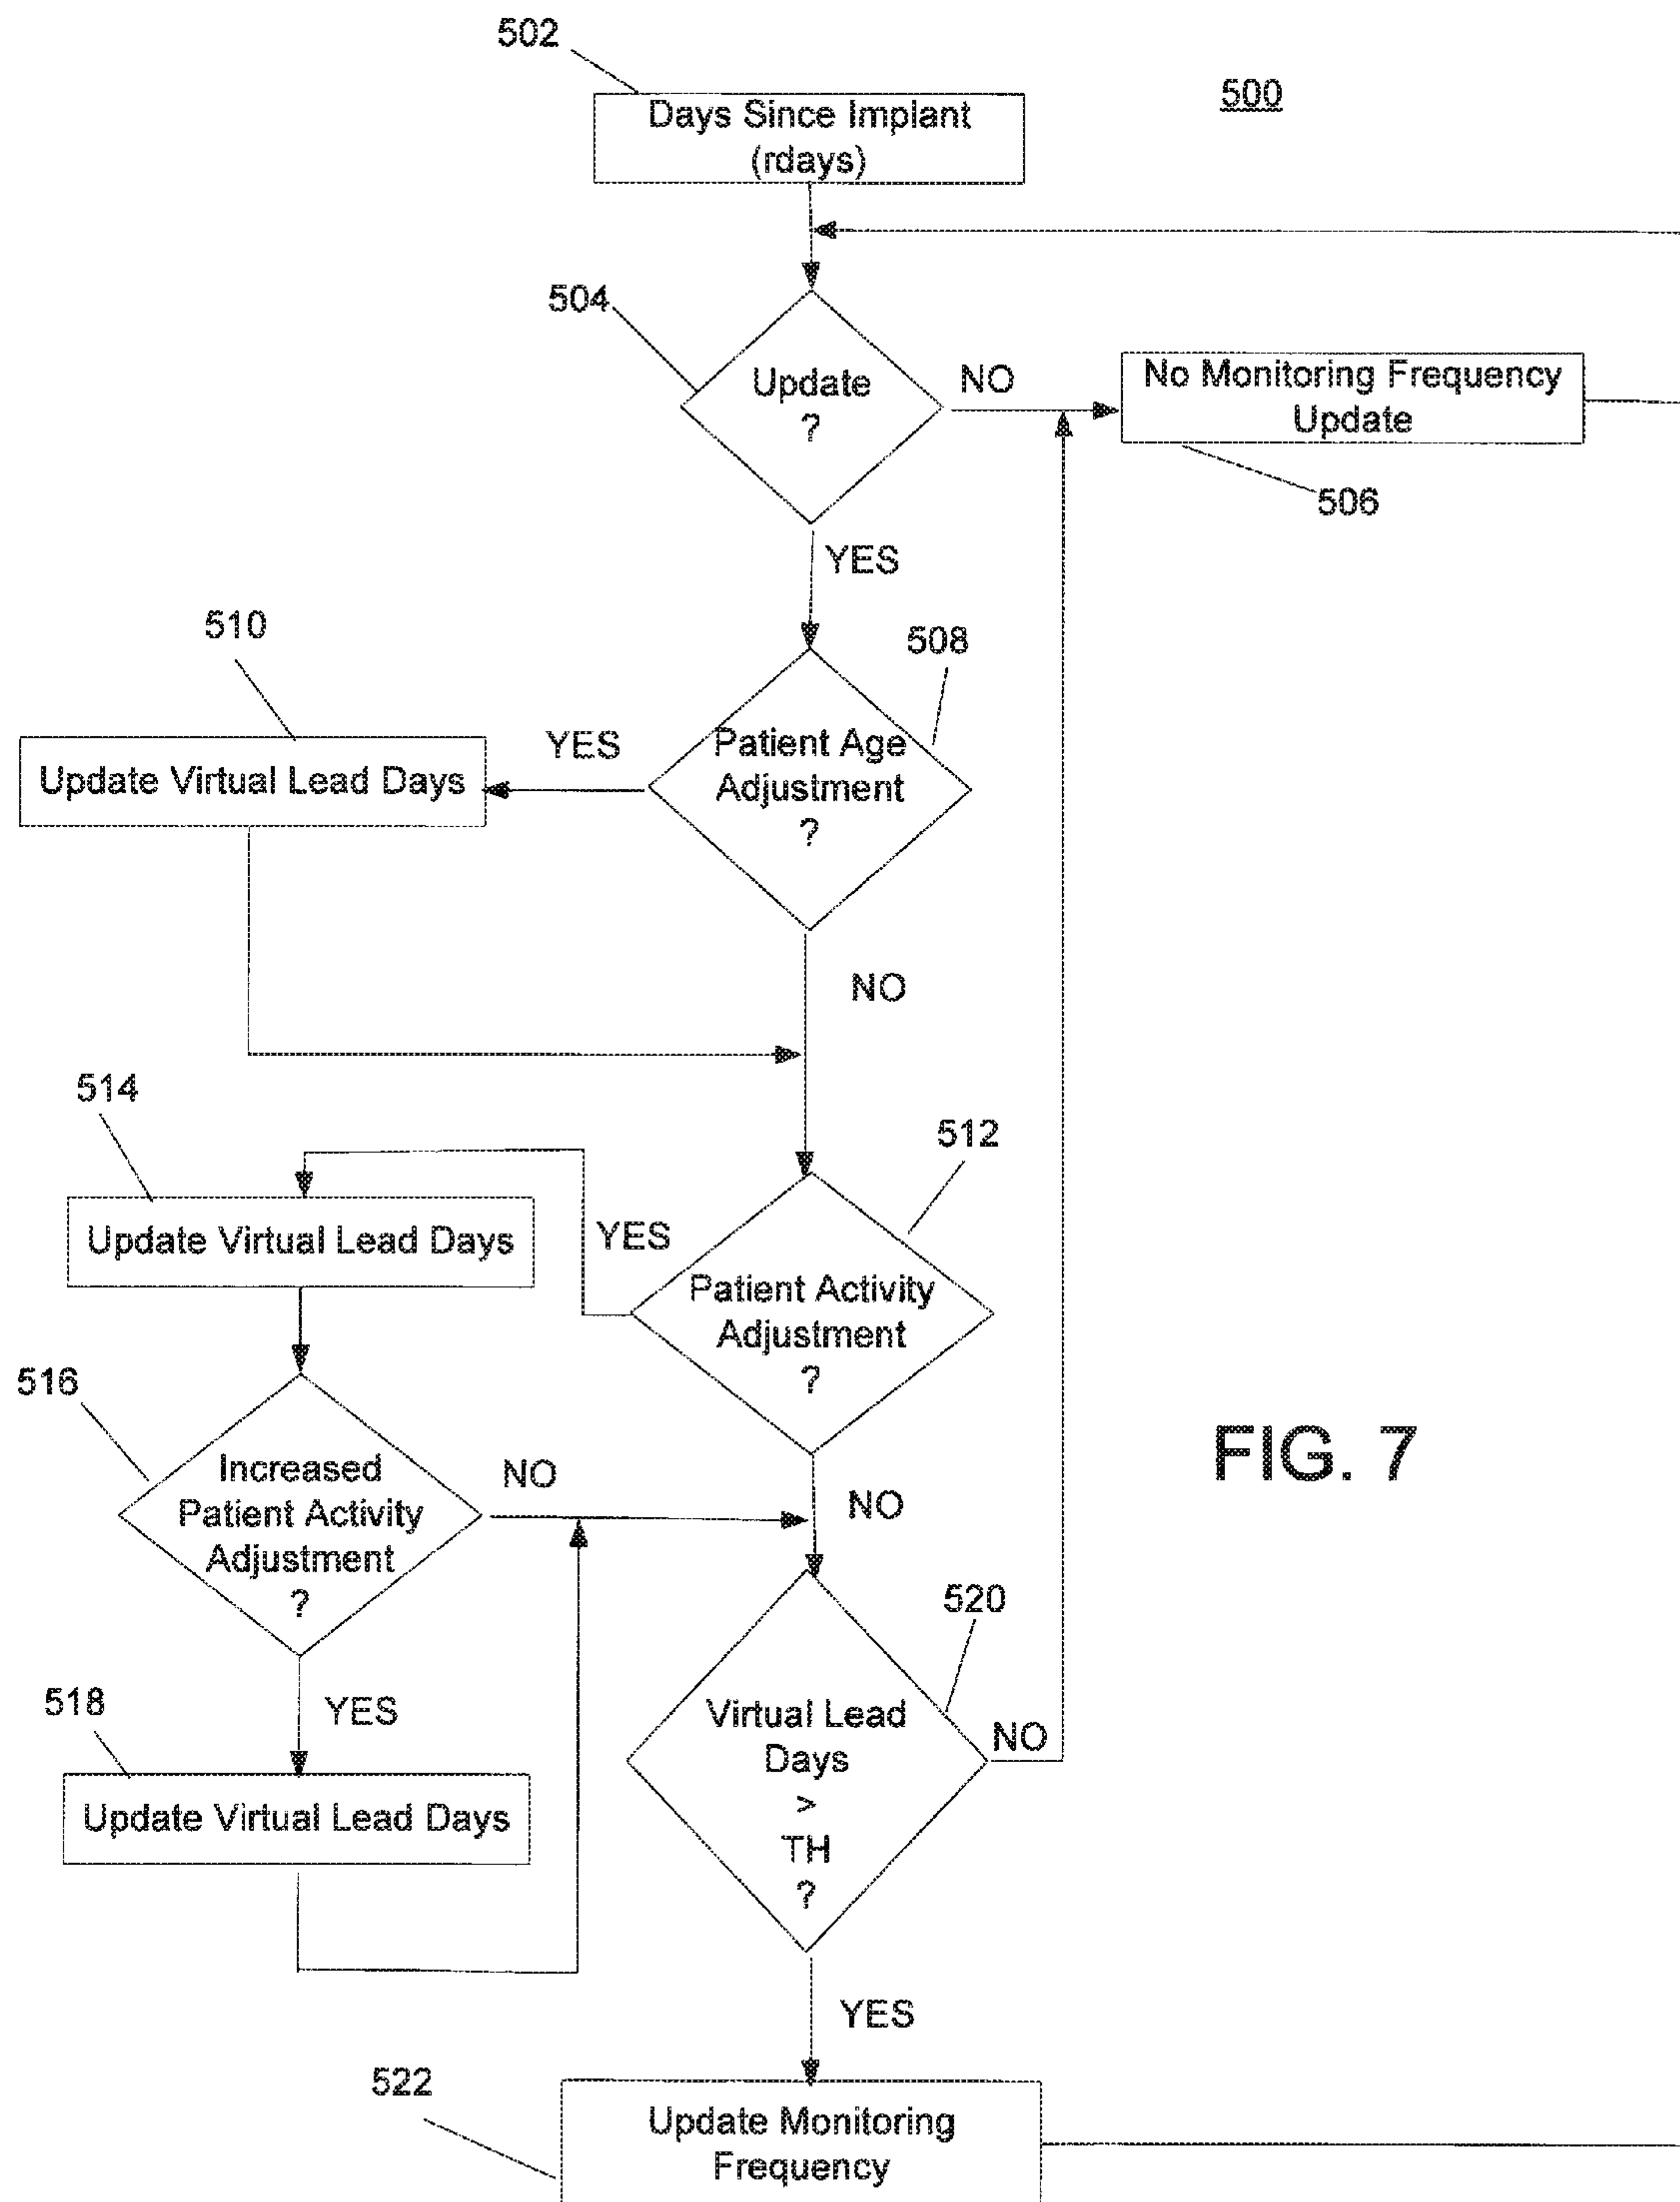 502
500
Days Since Implant
(rdays)
504
Update
?
NO
No Monitoring Frequency
Update
506
YES
510
508
YES
Patient Age
Adjustment
?
Update Virtual Lead Days
NO
514
512
Update Virtual Lead Days
YES
Patient Activity
Adjustment
?
516
Increased
Patient Activity
Adjustment
?
NO
NO
FIG. 7
520
518
YES
Virtual Lead
Days
>
TH
?
NO
Update Virtual Lead Days
YES
522
Update Monitoring
Frequency